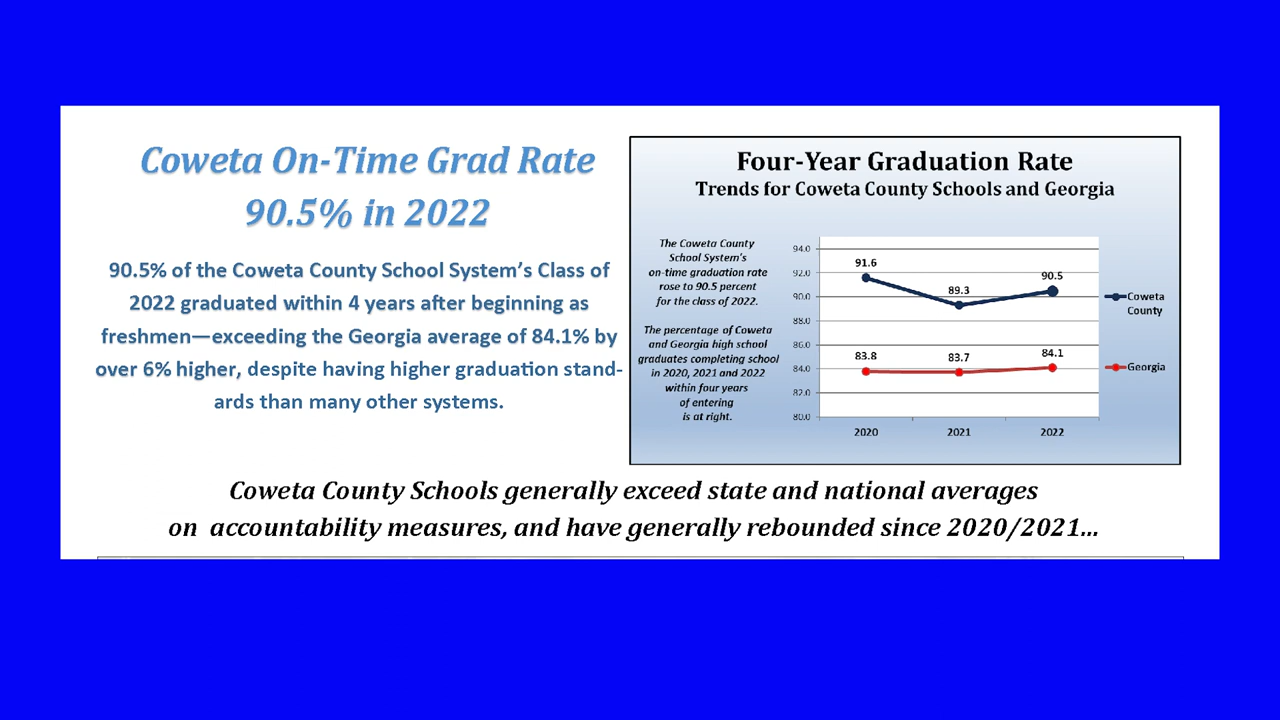 Coweta On-Time Grad Rate
90.5% in 2022
90.5% of the Coweta County School System's Class of
2022 graduated within 4 years after beginning as
freshmen—exceeding the Georgia average of 84.1% by
over 6% higher, despite having higher graduation stand-
ards than many other systems.
Four-Year Graduation Rate
Trends for Coweta County Schools and Georgia
The Coweta County
School System's
on-time graduation rate
rose to 90.5 percent
for the class of 2022.
The percentage of Coweta
and Georgia high school
graduates completing school
in 2020, 2021 and 2022
within four years
of entering
is at right.
94.0
92.0
90.0
88.0
86.0
84.0
82.0
80.0
91.6
89.3
90.5
83.8
83.7
84.1
2020 2021 2022
Coweta
County
Georgia
Coweta County Schools generally exceed state and national averages
on accountability measures, and have generally rebounded since 2020/2021...